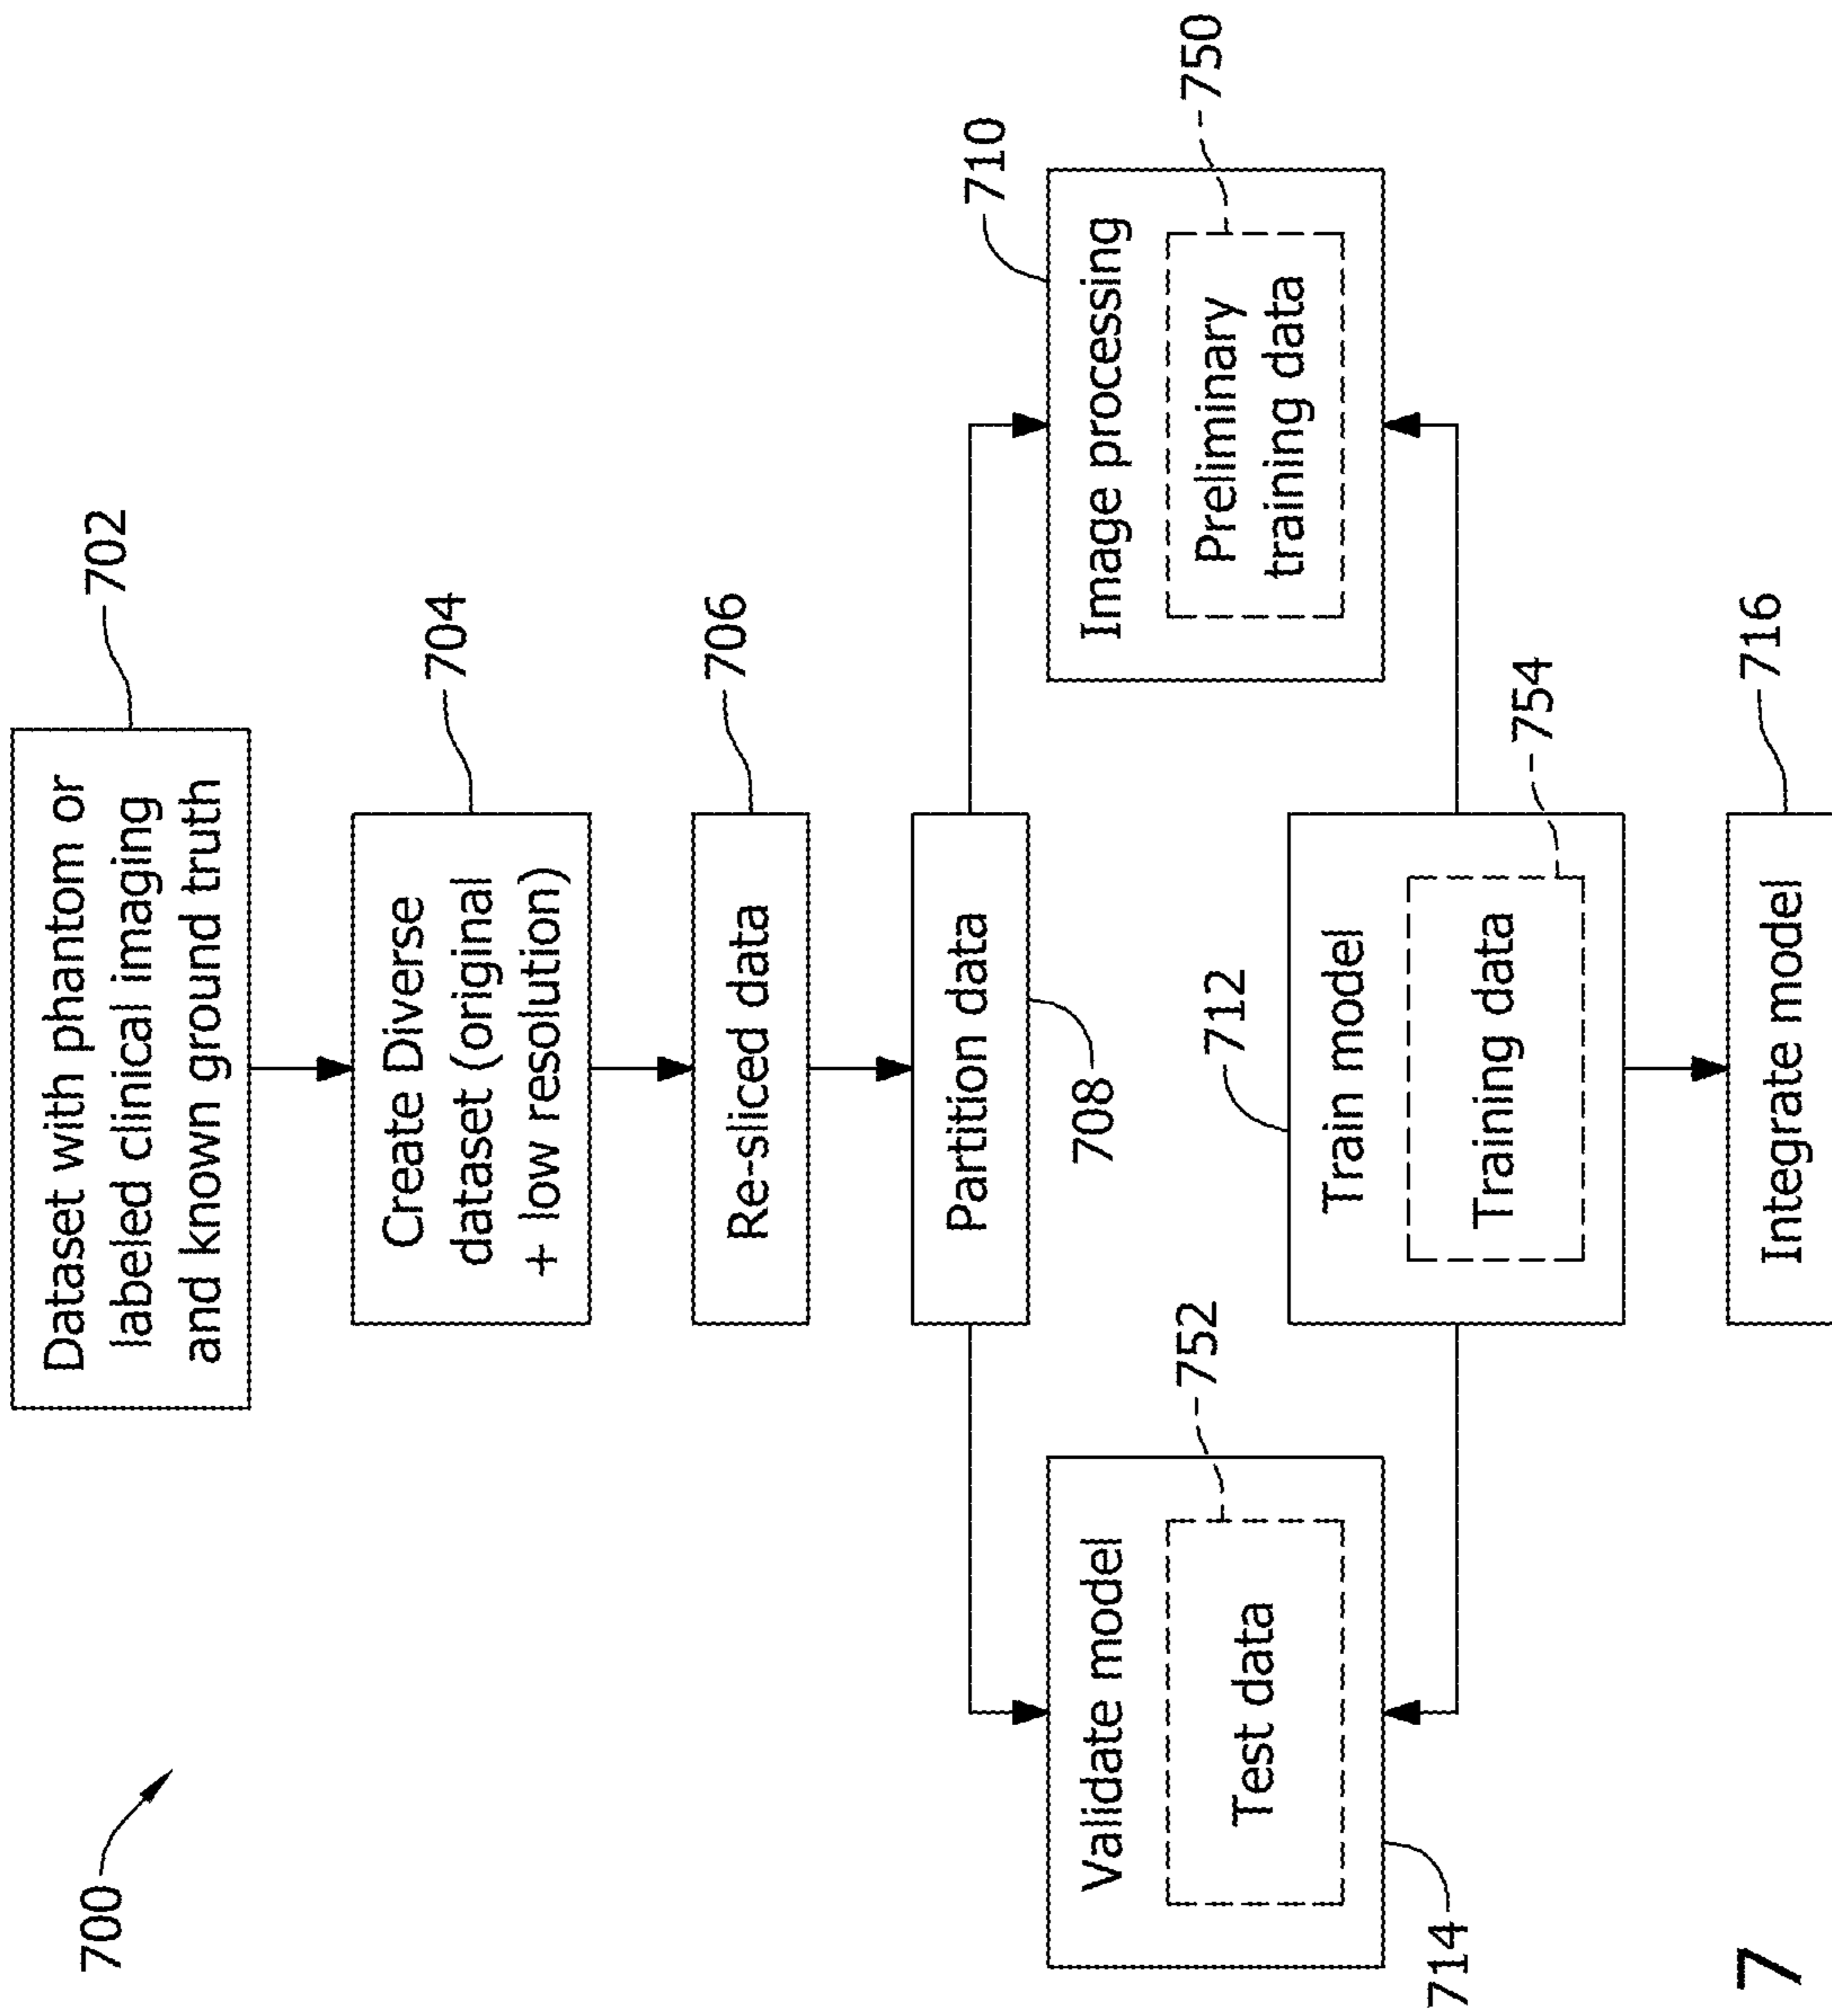 700
Dataset with phantom or
labeled clinical imaging
and known ground truth
702
Create Diverse
dataset (original
+ low resolution)
704
Re-sliced data
706
Partition data
708
Validate model
Test data
752
714
Image processing
710
Preliminary
training data
750
712
Train model
Training data
754
Integrate model
716
7